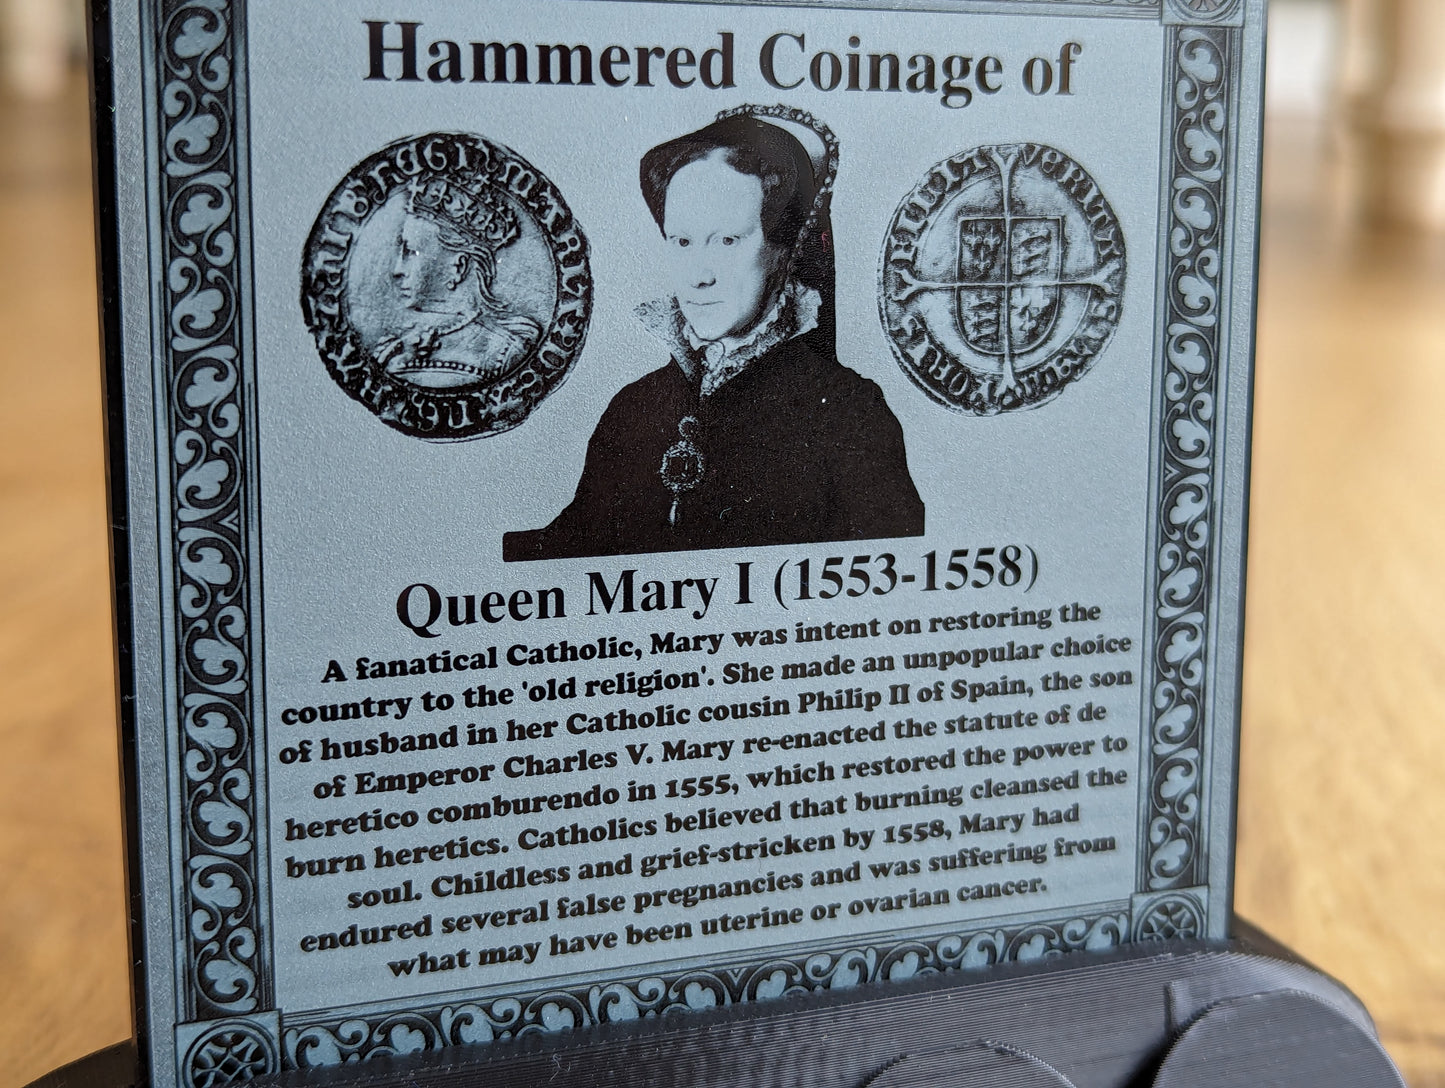 Hammered Coinage of
Queen Mary I (1553-1558)
A fanatical Catholic, Mary was intent on restoring the
country to the 'old religion'. She made an unpopular choice
of husband in her Catholic cousin Philip II of Spain, the son
of Emperor Charles V. Mary re-enacted the statute of de
heretico comburendo in 1555, which restored the power to
burn heretics. Catholics believed that burning cleansed the
soul. Childless and grief-stricken by 1558, Mary had
endured several false pregnancies and was suffering from
what may have been uterine or ovarian cancer.